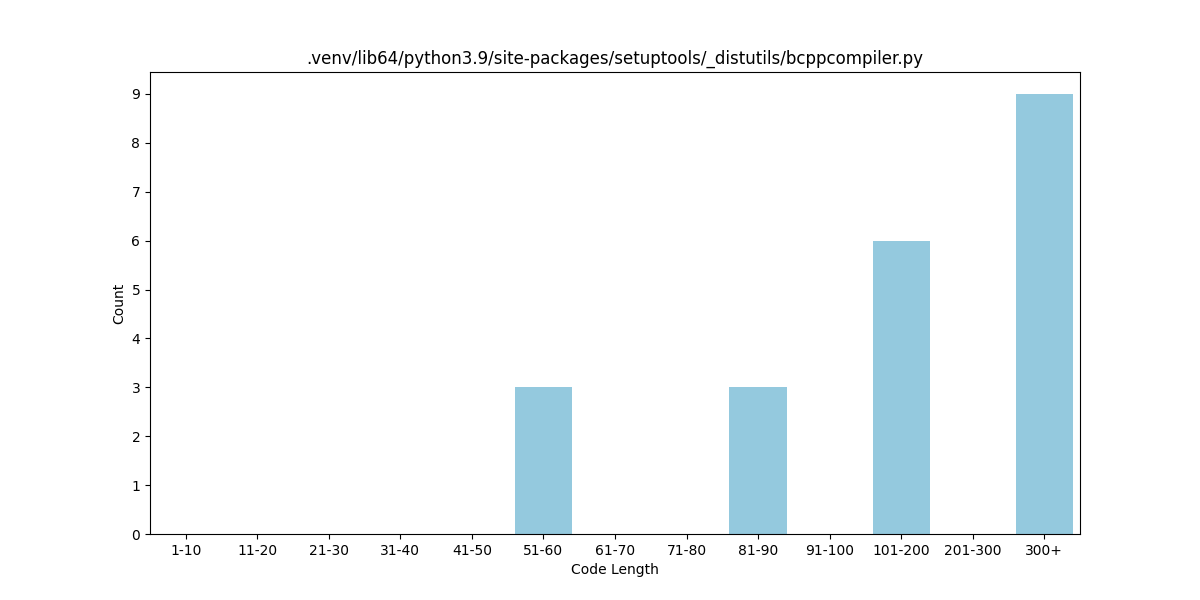 .venv/lib64/python3.9/site-packages/setuptools/_distutils/bcppcompiler.py
9
8
7
6
5
4
3
2
1
0
Count
1-10 11-20 21-30 31-40 41-50 51-60 61-70 71-80 81-90 91-100 101-200 201-300 300+
Code Length